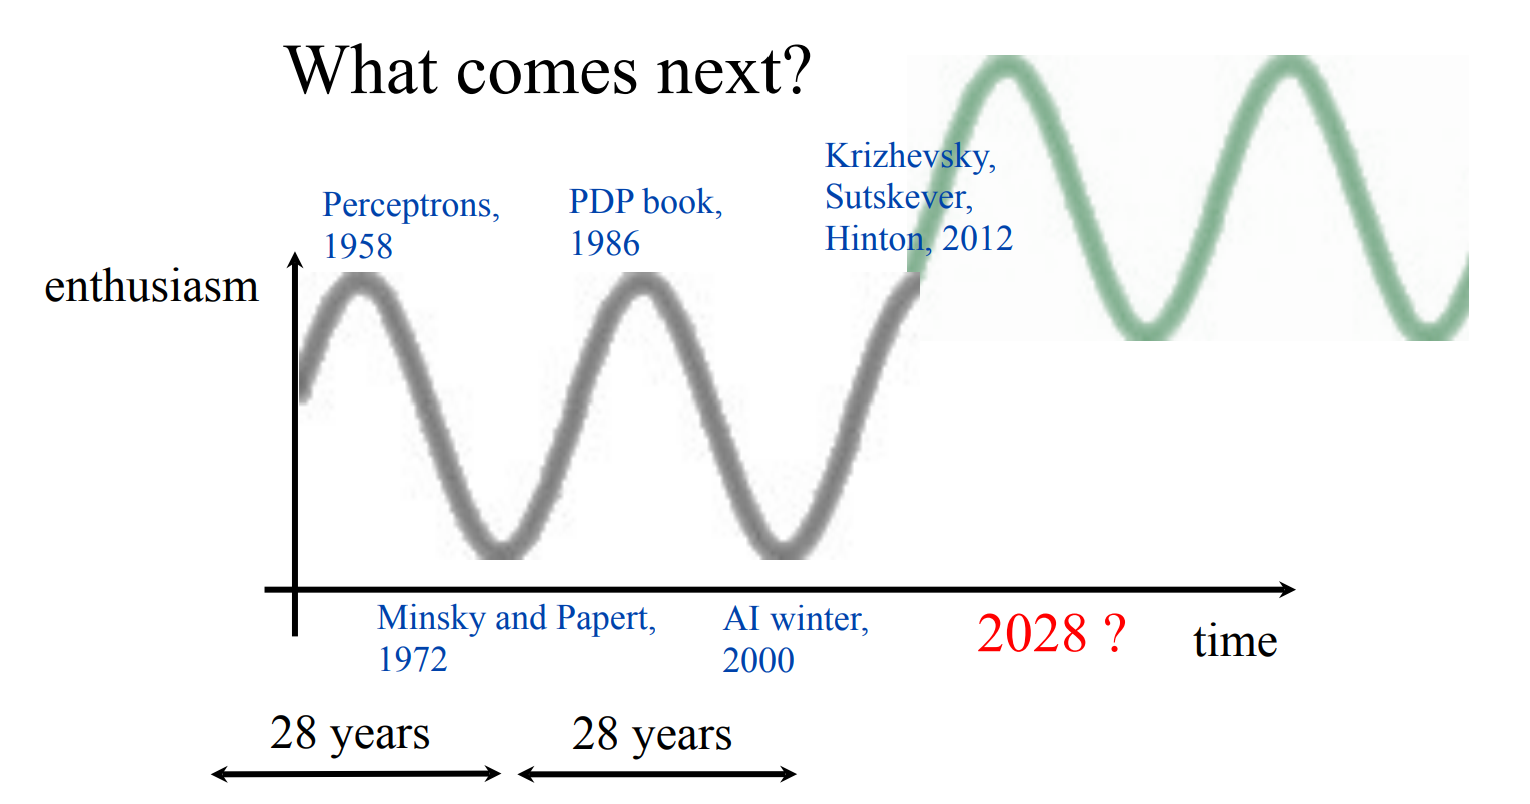 What comes next?
Krizhevsky,
Sutskever,
Hinton, 2012
Perceptrons,
1958
PDP book,
1986
enthusiasm
Minsky and Papert,
1972
AI winter,
2000
2028 ?
time
28 years
28 years